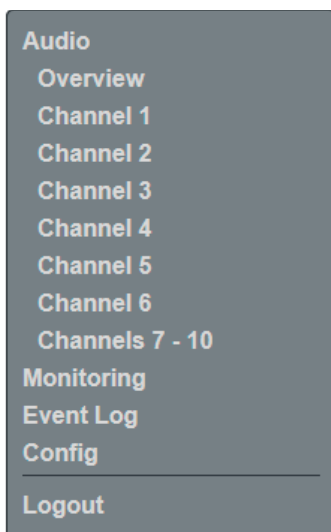 Audio
Overview
Channel 1
Channel 2
Channel 3
Channel 4
Channel 5
Channel 6
Channels 7 - 10
Monitoring
Event Log
Config
Logout